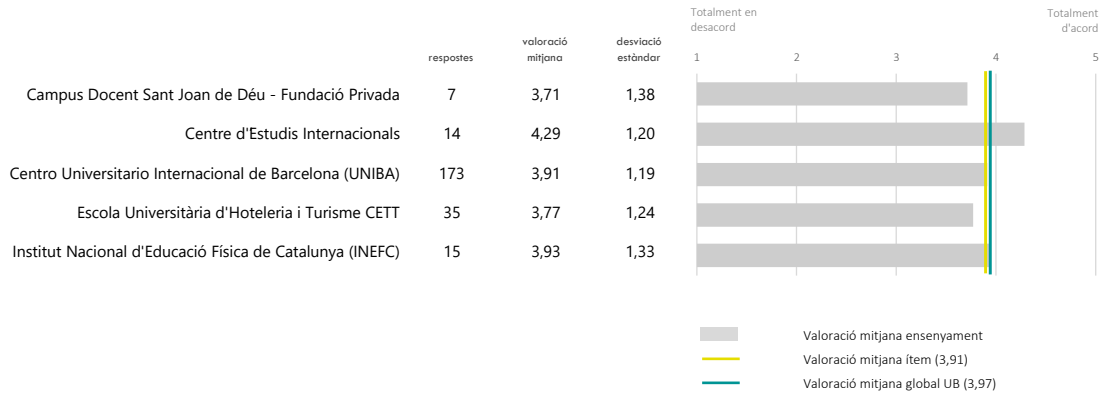 Totalment en
desacord
Totalment
d'acord
respostes
valoració
mitjana
desviació
estàndar
1 2 3 4 5
Campus Docent Sant Joan de Déu - Fundació Privada 7 3,71 1,38
Centre d'Estudis Internacionals 14 4,29 1,20
Centro Universitario Internacional de Barcelona (UNIBA) 173 3,91 1,19
Escola Universitària d'Hoteleria i Turisme CETT 35 3,77 1,24
Institut Nacional d'Educació Física de Catalunya (INEFC) 15 3,93 1,33
Valoració mitjana ensenyament
Valoració mitjana ítem (3,91)
Valoració mitjana global UB (3,97)